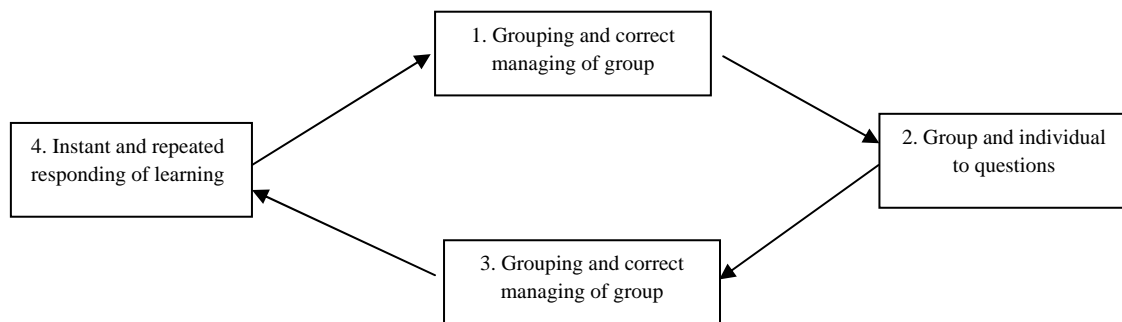 1. Grouping and correct
managing of group
2. Group and individual
to questions
3. Grouping and correct
managing of group
4. Instant and repeated
responding of learning